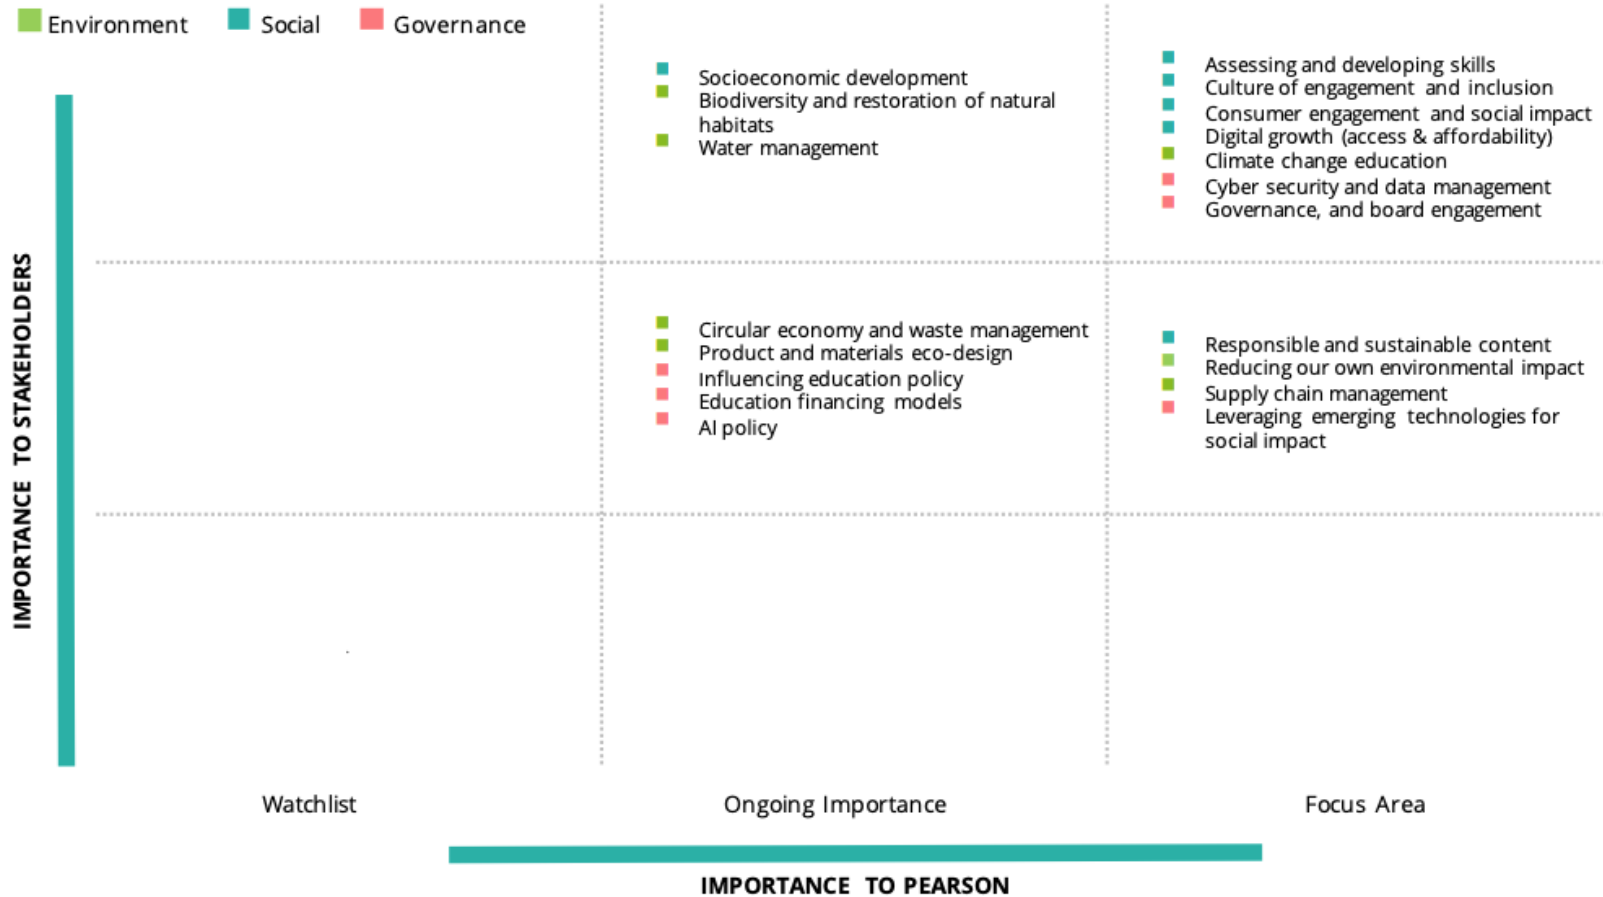 Environment Social Governance
Socioeconomic development
Biodiversity and restoration of natural
habitats
Water management
Assessing and developing skills
Culture of engagement and inclusion
Consumer engagement and social impact
Digital growth (access & affordability)
Climate change education
Cyber security and data management
Governance, and board engagement
IMPORTANCE TO STAKEHOLDERS
Circular economy and waste management
Product and materials eco-design
Influencing education policy
Education financing models
AI policy
Responsible and sustainable content
Reducing our own environmental impact
Supply chain management
Leveraging emerging technologies for
social impact
Watchlist
Ongoing Importance
Focus Area
IMPORTANCE TO PEARSON